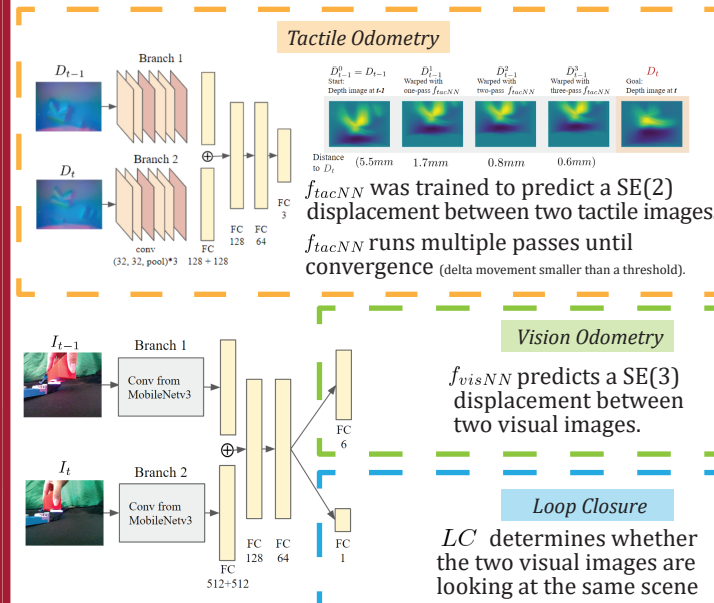 Tactile Odometry
D_{t-1}
Branch 1
D_t
Branch 2
conv
(32, 32, pool)*3
FC
128 + 128
⊕
FC
128
FC
64
FC
3
D̄⁰_{t-1} = D_{t-1}
Start:
Depth image at t-1
D̄¹_{t-1}
Warped with
one-pass f_{tacNN}
D̄²_{t-1}
Warped with
two-pass f_{tacNN}
D̄³_{t-1}
Warped with
three-pass f_{tacNN}
D_t
Goal:
Depth image at t
Distance
to D_t
(5.5mm 1.7mm 0.8mm 0.6mm)
f_{tacNN} was trained to predict a SE(2)
displacement between two tactile images
f_{tacNN} runs multiple passes until
convergence (delta movement smaller than a threshold).
I_{t-1}
Branch 1
Conv from
MobileNetv3
I_t
Branch 2
Conv from
MobileNetv3
FC
512+512
⊕
FC
128
FC
64
FC
6
FC
1
Vision Odometry
f_{visNN} predicts a SE(3)
displacement between
two visual images.
Loop Closure
LC determines whether
the two visual images are
looking at the same scene